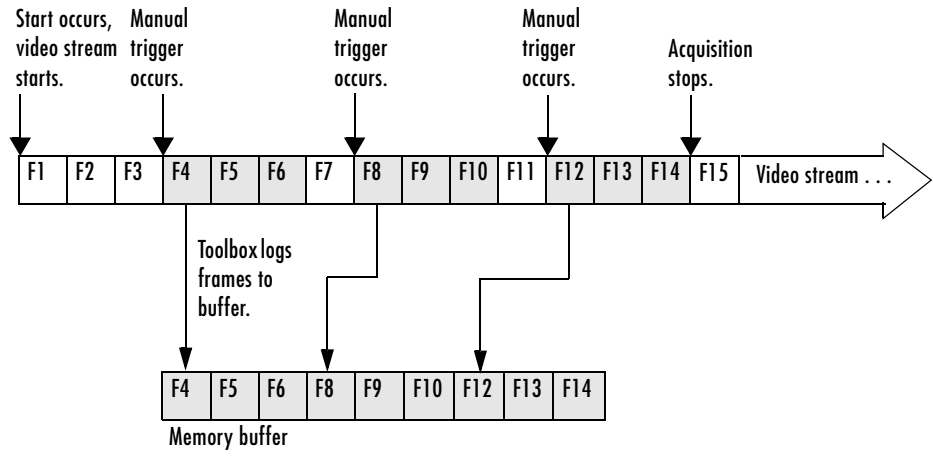 Start occurs,
video stream
starts.
Manual
trigger
occurs.
Manual
trigger
occurs.
Manual
trigger
occurs.
Acquisition
stops.
F1 F2 F3 F4 F5 F6 F7 F8 F9 F10 F11 F12 F13 F14 F15 Video stream . . .
Toolbox logs
frames to
buffer.
F4 F5 F6 F8 F9 F10 F12 F13 F14
Memory buffer